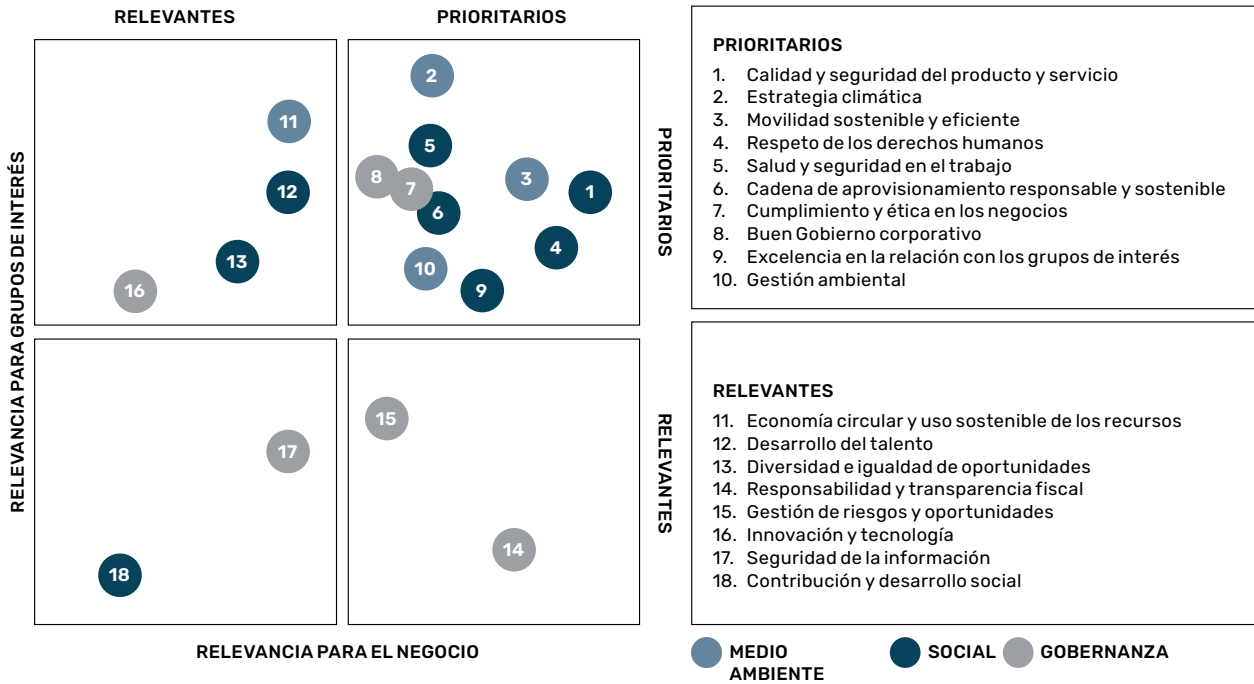 RELEVANTES
PRIORITARIOS
RELEVANCIA PARA GRUPOS DE INTERÉS
2
11
5
12
8
7
3
1
6
13
4
10
16
9
PRIORITARIOS
15
17
14
18
RELEVANTES
RELEVANCIA PARA EL NEGOCIO
PRIORITARIOS
1. Calidad y seguridad del producto y servicio
2. Estrategia climática
3. Movilidad sostenible y eficiente
4. Respeto de los derechos humanos
5. Salud y seguridad en el trabajo
6. Cadena de aprovisionamiento responsable y sostenible
7. Cumplimiento y ética en los negocios
8. Buen Gobierno corporativo
9. Excelencia en la relación con los grupos de interés
10. Gestión ambiental
RELEVANTES
11. Economía circular y uso sostenible de los recursos
12. Desarrollo del talento
13. Diversidad e igualdad de oportunidades
14. Responsabilidad y transparencia fiscal
15. Gestión de riesgos y oportunidades
16. Innovación y tecnología
17. Seguridad de la información
18. Contribución y desarrollo social
MEDIO
AMBIENTE
SOCIAL
GOBERNANZA